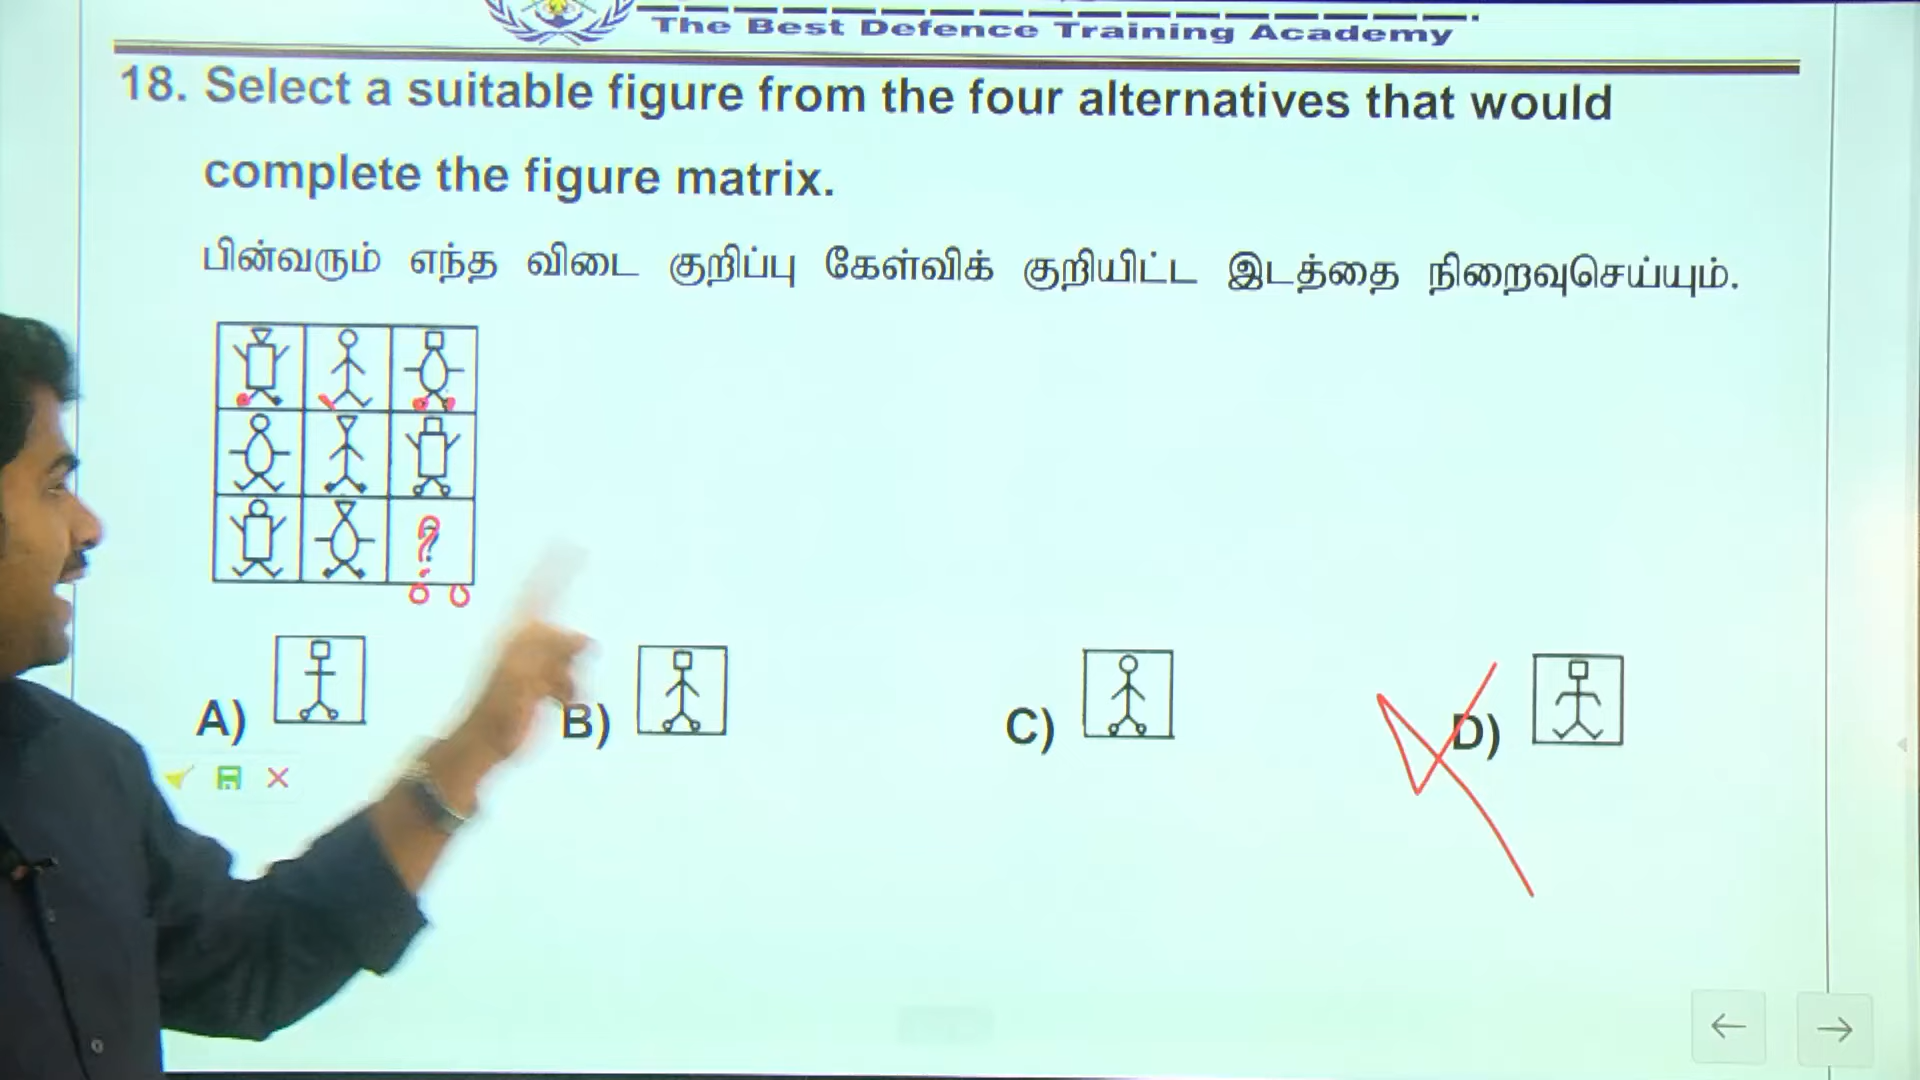 The Best Defence Training Academy
18. Select a suitable figure from the four alternatives that would
complete the figure matrix.
பின்வரும் எந்த விடை குறிப்பு கேள்விக் குறியிட்ட இடத்தை நிறைவுசெய்யும்.
?
A)
B)
C)
D)